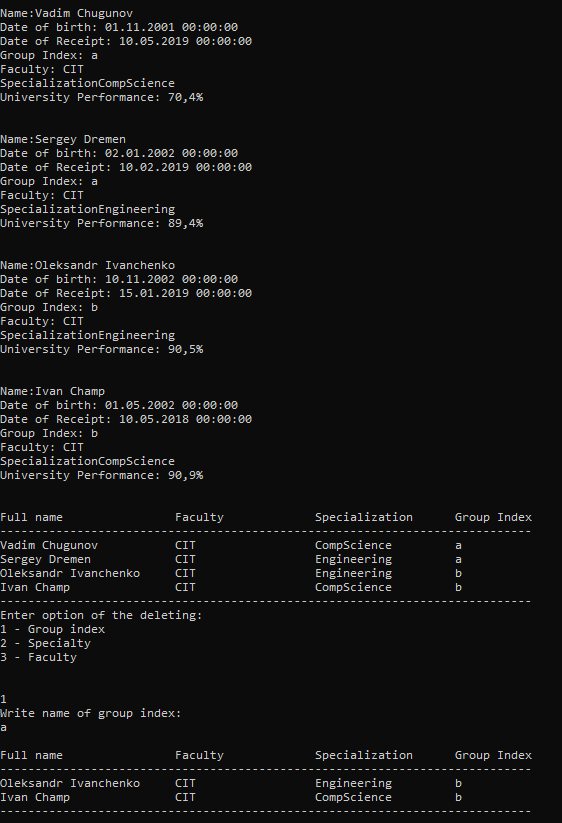 Name:Vadim Chugunov
Date of birth: 01.11.2001 00:00:00
Date of Receipt: 10.05.2019 00:00:00
Group Index: a
Faculty: CIT
SpecializationCompScience
University Performance: 70,4%
Name:Sergey Dremen
Date of birth: 02.01.2002 00:00:00
Date of Receipt: 10.02.2019 00:00:00
Group Index: a
Faculty: CIT
SpecializationEngineering
University Performance: 89,4%
Name:Oleksandr Ivanchenko
Date of birth: 10.11.2002 00:00:00
Date of Receipt: 15.01.2019 00:00:00
Group Index: b
Faculty: CIT
SpecializationEngineering
University Performance: 90,5%
Name:Ivan Champ
Date of birth: 01.05.2002 00:00:00
Date of Receipt: 10.05.2018 00:00:00
Group Index: b
Faculty: CIT
SpecializationCompScience
University Performance: 90,9%
Full name Faculty Specialization Group Index
----------------------------------------------------------------------------
Vadim Chugunov CIT CompScience a
Sergey Dremen CIT Engineering a
Oleksandr Ivanchenko CIT Engineering b
Ivan Champ CIT CompScience b
----------------------------------------------------------------------------
Enter option of the deleting:
1 - Group index
2 - Specialty
3 - Faculty
1
Write name of group index:
a
Full name Faculty Specialization Group Index
----------------------------------------------------------------------------
Oleksandr Ivanchenko CIT Engineering b
Ivan Champ CIT CompScience b
----------------------------------------------------------------------------